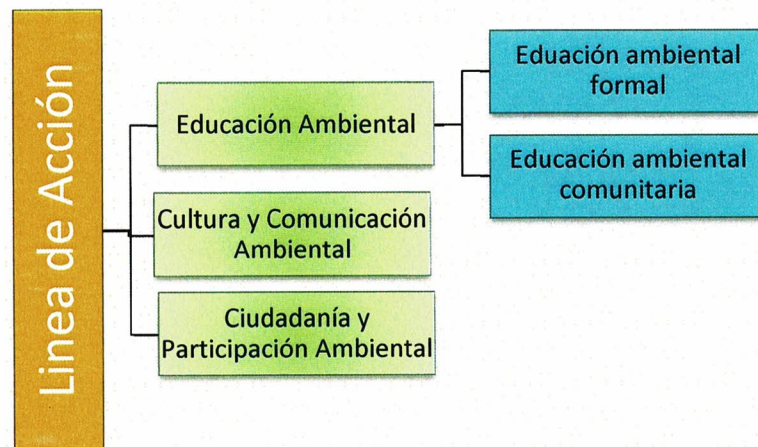 Linea de Acción
Educación Ambiental
Cultura y Comunicación
Ambiental
Ciudadanía y
Participación Ambiental
Eduación ambiental
formal
Educación ambiental
comunitaria